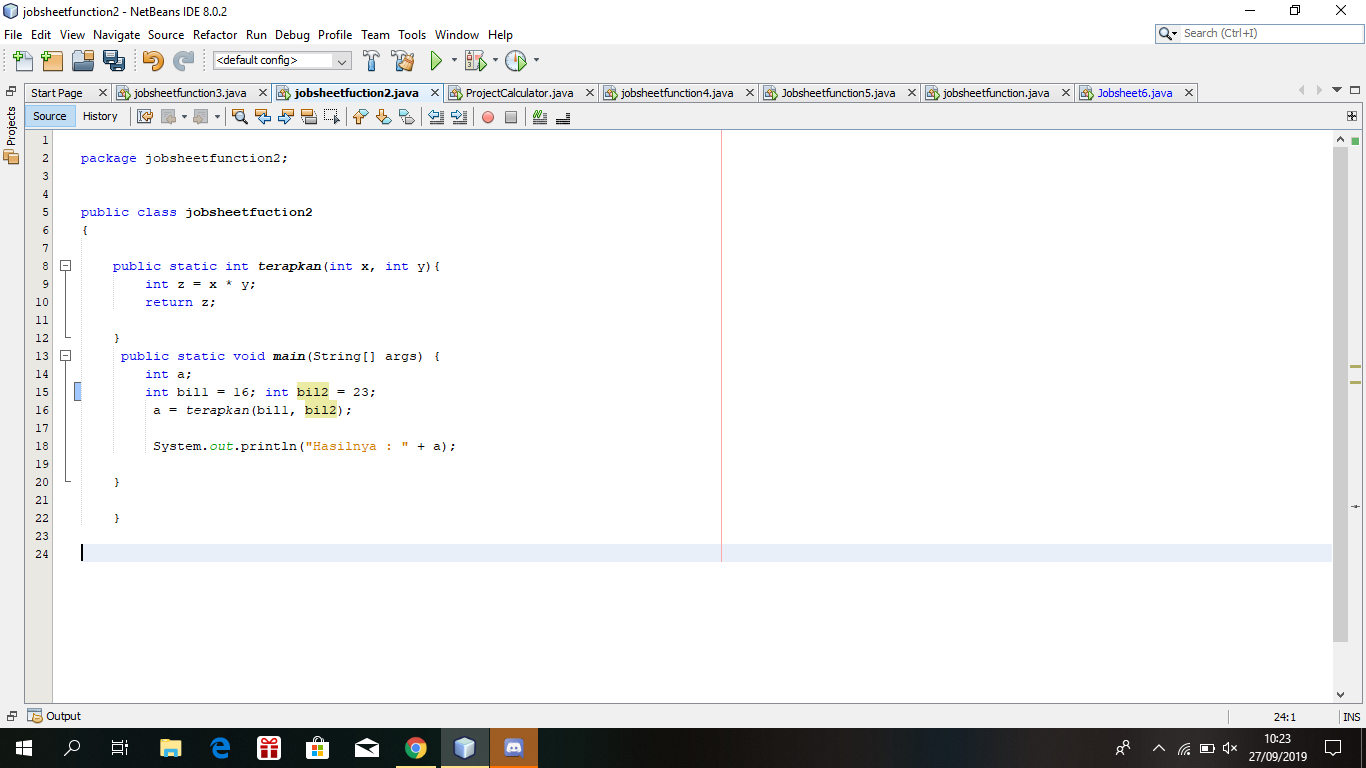 jobsheetfunction2 - NetBeans IDE 8.0.2
File Edit View Navigate Source Refactor Run Debug Profile Team Tools Window Help
Search (Ctrl+I)
<default config>
Start Page jobsheetfunction3.java jobsheetfuction2.java ProjectCalculator.java jobsheetfunction4.java Jobsheetfunction5.java jobsheetfunction.java Jobsheet6.java
Projects
Source History
1
2 package jobsheetfunction2;
3
4
5 public class jobsheetfuction2
6 {
7
8 public static int terapkan(int x, int y){
9 int z = x * y;
10 return z;
11
12 }
13 public static void main(String[] args) {
14 int a;
15 int bil1 = 16; int bil2 = 23;
16 a = terapkan(bil1, bil2);
17
18 System.out.println("Hasilnya : " + a);
19
20 }
21
22 }
23
24
Output
24:1 INS
10:23
27/09/2019